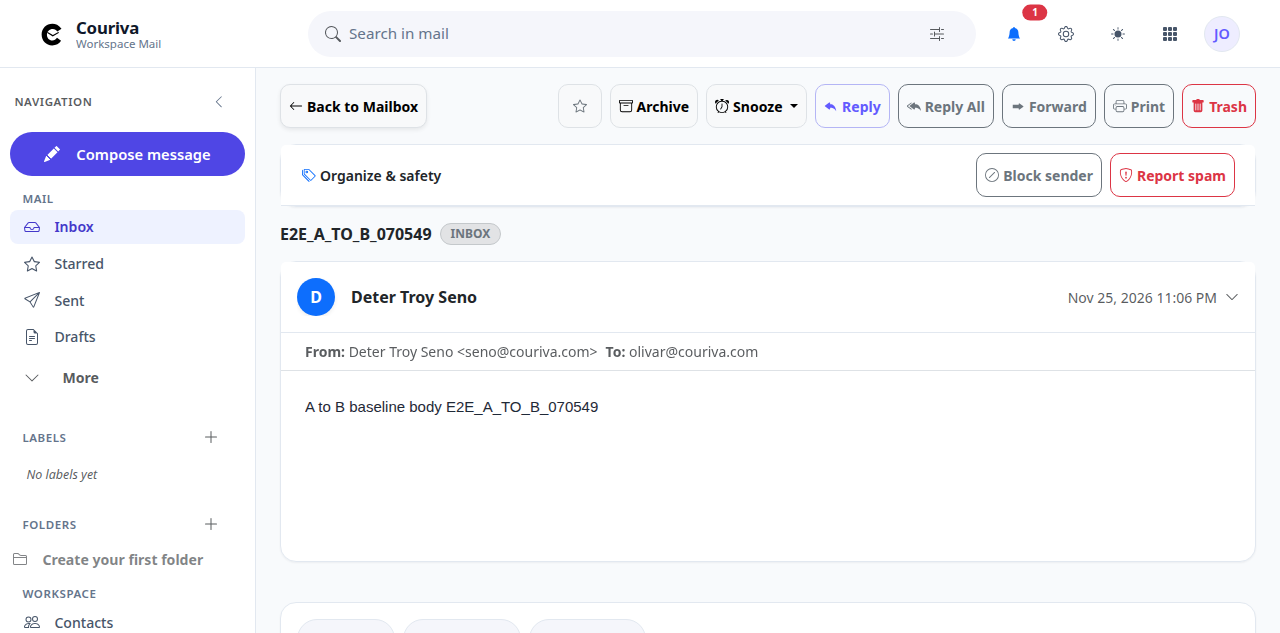 Couriva
Workspace Mail
Search in mail
1
JO
NAVIGATION
Compose message
MAIL
Inbox
Starred
Sent
Drafts
More
LABELS
No labels yet
FOLDERS
Create your first folder
WORKSPACE
Contacts
Back to Mailbox
Archive
Snooze
Reply
Reply All
Forward
Print
Trash
Organize & safety
Block sender
Report spam
E2E_A_TO_B_070549 INBOX
D
Deter Troy Seno
Nov 25, 2026 11:06 PM
From: Deter Troy Seno <seno@couriva.com> To: olivar@couriva.com
A to B baseline body E2E_A_TO_B_070549